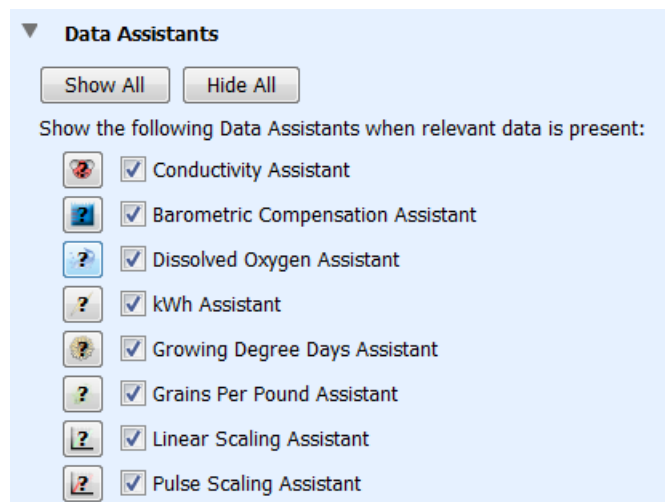 Data Assistants
Show All Hide All
Show the following Data Assistants when relevant data is present:
? Conductivity Assistant
? Barometric Compensation Assistant
? Dissolved Oxygen Assistant
? kWh Assistant
? Growing Degree Days Assistant
? Grains Per Pound Assistant
? Linear Scaling Assistant
? Pulse Scaling Assistant